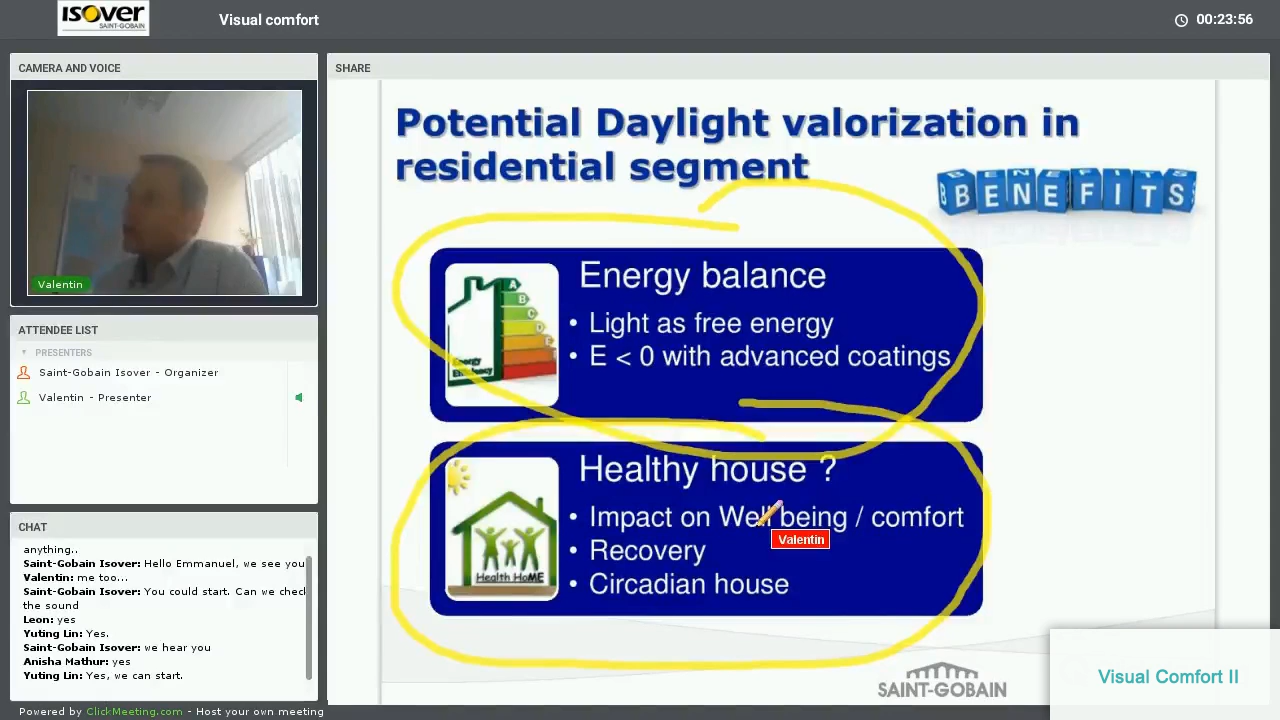 isover
SAINT-GOBAIN
Visual comfort
00:23:56
CAMERA AND VOICE
Valentin
ATTENDEE LIST
PRESENTERS
Saint-Gobain Isover - Organizer
Valentin - Presenter
CHAT
anything..
Saint-Gobain Isover: Hello Emmanuel, we see you
Valentin: me too...
Saint-Gobain Isover: You could start. Can we check
the sound
Leon: yes
Yuting Lin: Yes.
Saint-Gobain Isover: we hear you
Anisha Mathur: yes
Yuting Lin: Yes, we can start.
Powered by ClickMeeting.com - Host your own meeting
SHARE
Potential Daylight valorization in
residential segment
BENEFITS
Energy balance
• Light as free energy
• E < 0 with advanced coatings
A
B
C
D
E
Energy
Efficiency
Healthy house ?
• Impact on Well being / comfort
• Recovery
• Circadian house
Health HoME
Valentin
SAINT-GOBAIN
Visual Comfort II